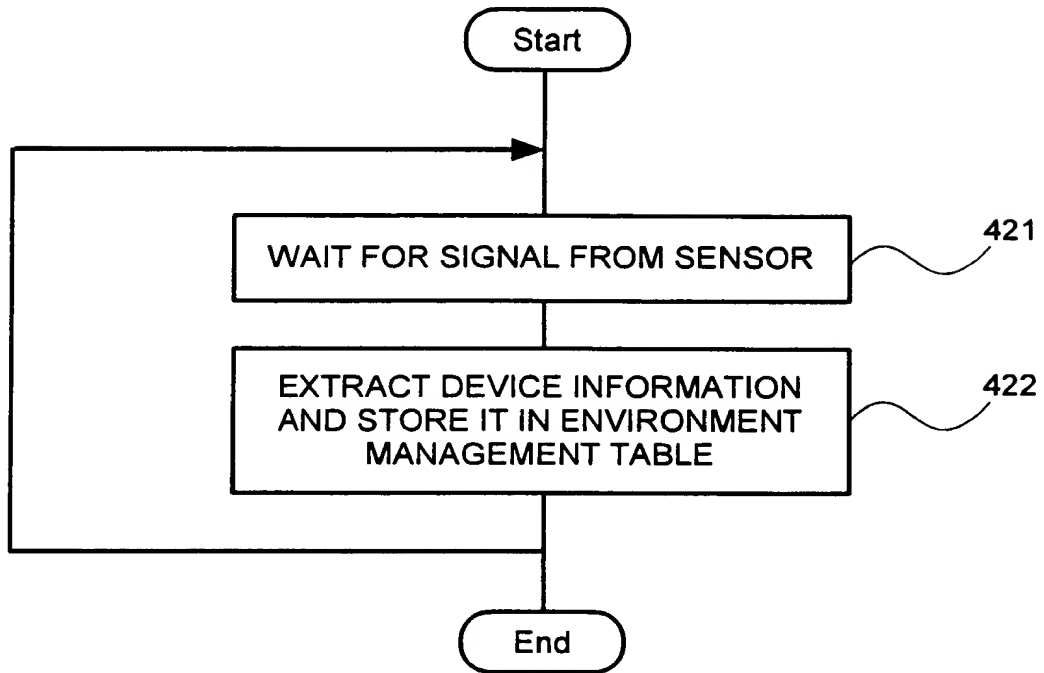 Start
WAIT FOR SIGNAL FROM SENSOR
421
EXTRACT DEVICE INFORMATION
AND STORE IT IN ENVIRONMENT
MANAGEMENT TABLE
422
End